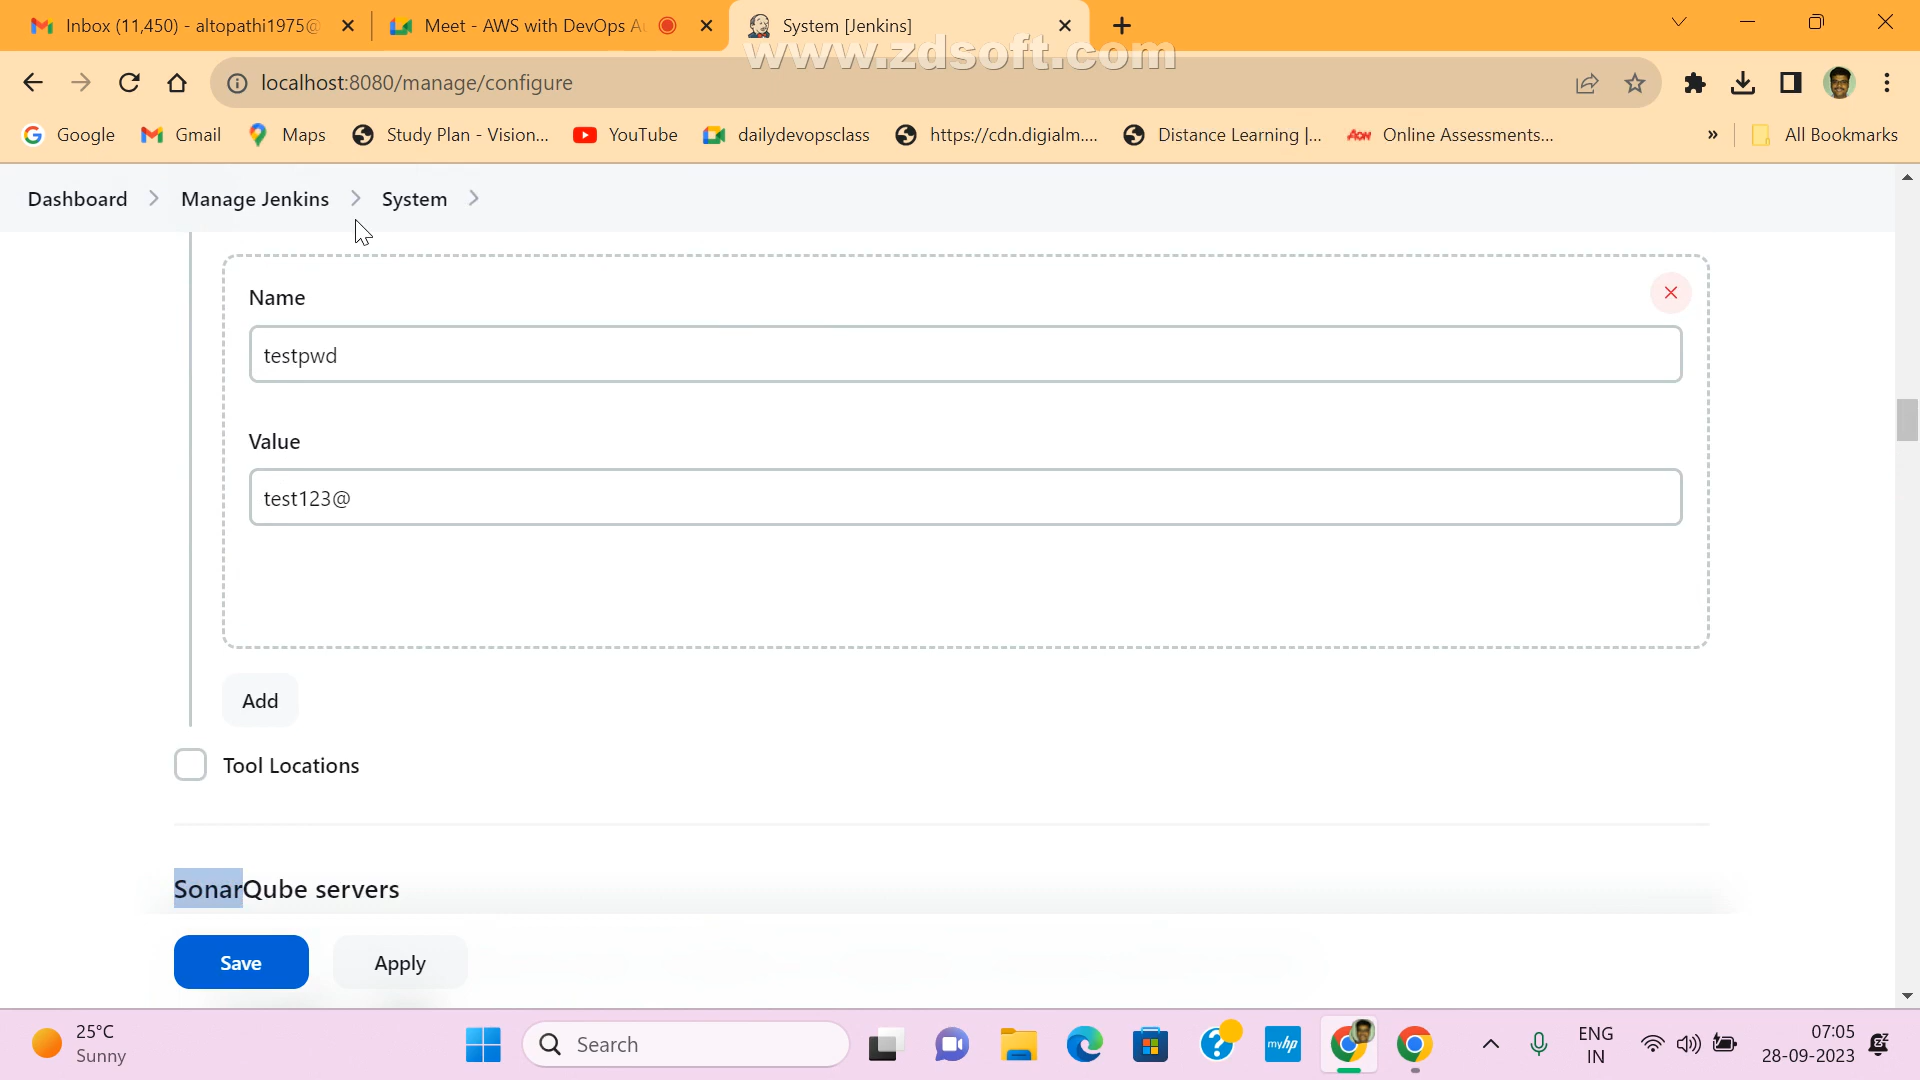 Inbox (11,450) - altopathi1975@
Meet - AWS with DevOps
System [Jenkins]
www.zdsoft.com
localhost:8080/manage/configure
Google
Gmail
Maps
Study Plan - Vision...
YouTube
dailydevopsclass
https://cdn.digialm....
Distance Learning |...
AON
Online Assessments...
»
All Bookmarks
Dashboard
Manage Jenkins
System
Name
testpwd
Value
test123@
Add
Tool Locations
SonarQube servers
Save
Apply
25°C
Sunny
Search
myhp
ENG
IN
07:05
28-09-2023